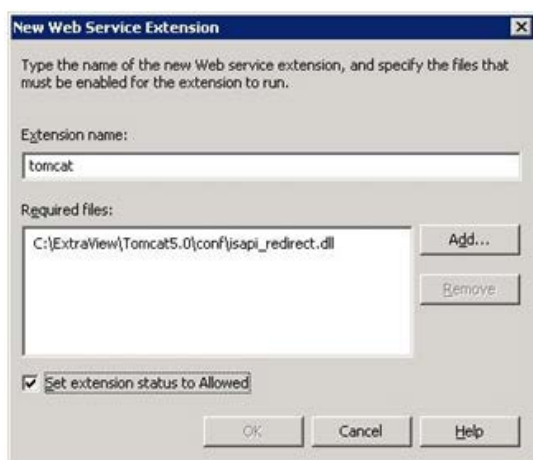 New Web Service Extension
Type the name of the new Web service extension, and specify the files that
must be enabled for the extension to run.
Extension name:
tomcat
Required files:
C:\ExtraView\Tomcat5.0\conf\isapi_redirect.dll
Add...
Remove
Set extension status to Allowed
OK
Cancel
Help